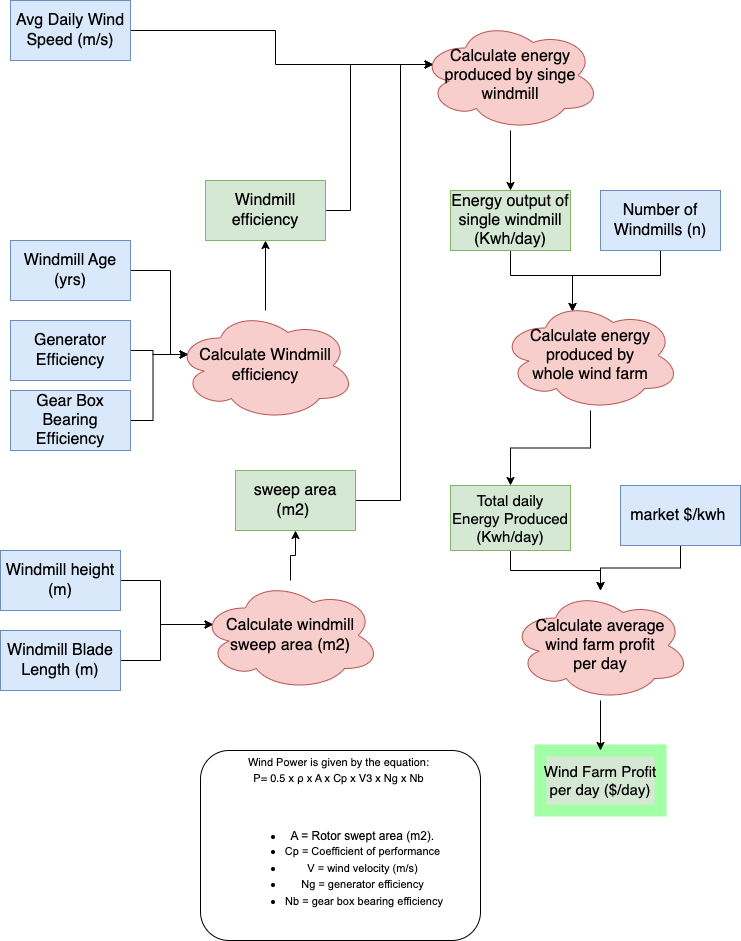 Avg Daily Wind
Speed (m/s)
Calculate energy
produced by singe
windmill
Windmill
efficiency
Energy output of
single windmill
(Kwh/day)
Number of
Windmills (n)
Windmill Age
(yrs)
Generator
Efficiency
Gear Box
Bearing
Efficiency
Calculate Windmill
efficiency
Calculate energy
produced by
whole wind farm
sweep area
(m2)
Total daily
Energy Produced
(Kwh/day)
market $/kwh
Windmill height
(m)
Windmill Blade
Length (m)
Calculate windmill
sweep area (m2)
Calculate average
wind farm profit
per day
Wind Farm Profit
per day ($/day)
Wind Power is given by the equation:
P= 0.5 x ρ x A x Cp x V3 x Ng x Nb
• A = Rotor swept area (m2).
• Cp = Coefficient of performance
• V = wind velocity (m/s)
• Ng = generator efficiency
• Nb = gear box bearing efficiency